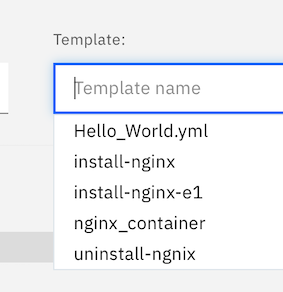 Template:
Template name
Hello_World.yml
install-nginx
install-nginx-e1
nginx_container
uninstall-ngnix